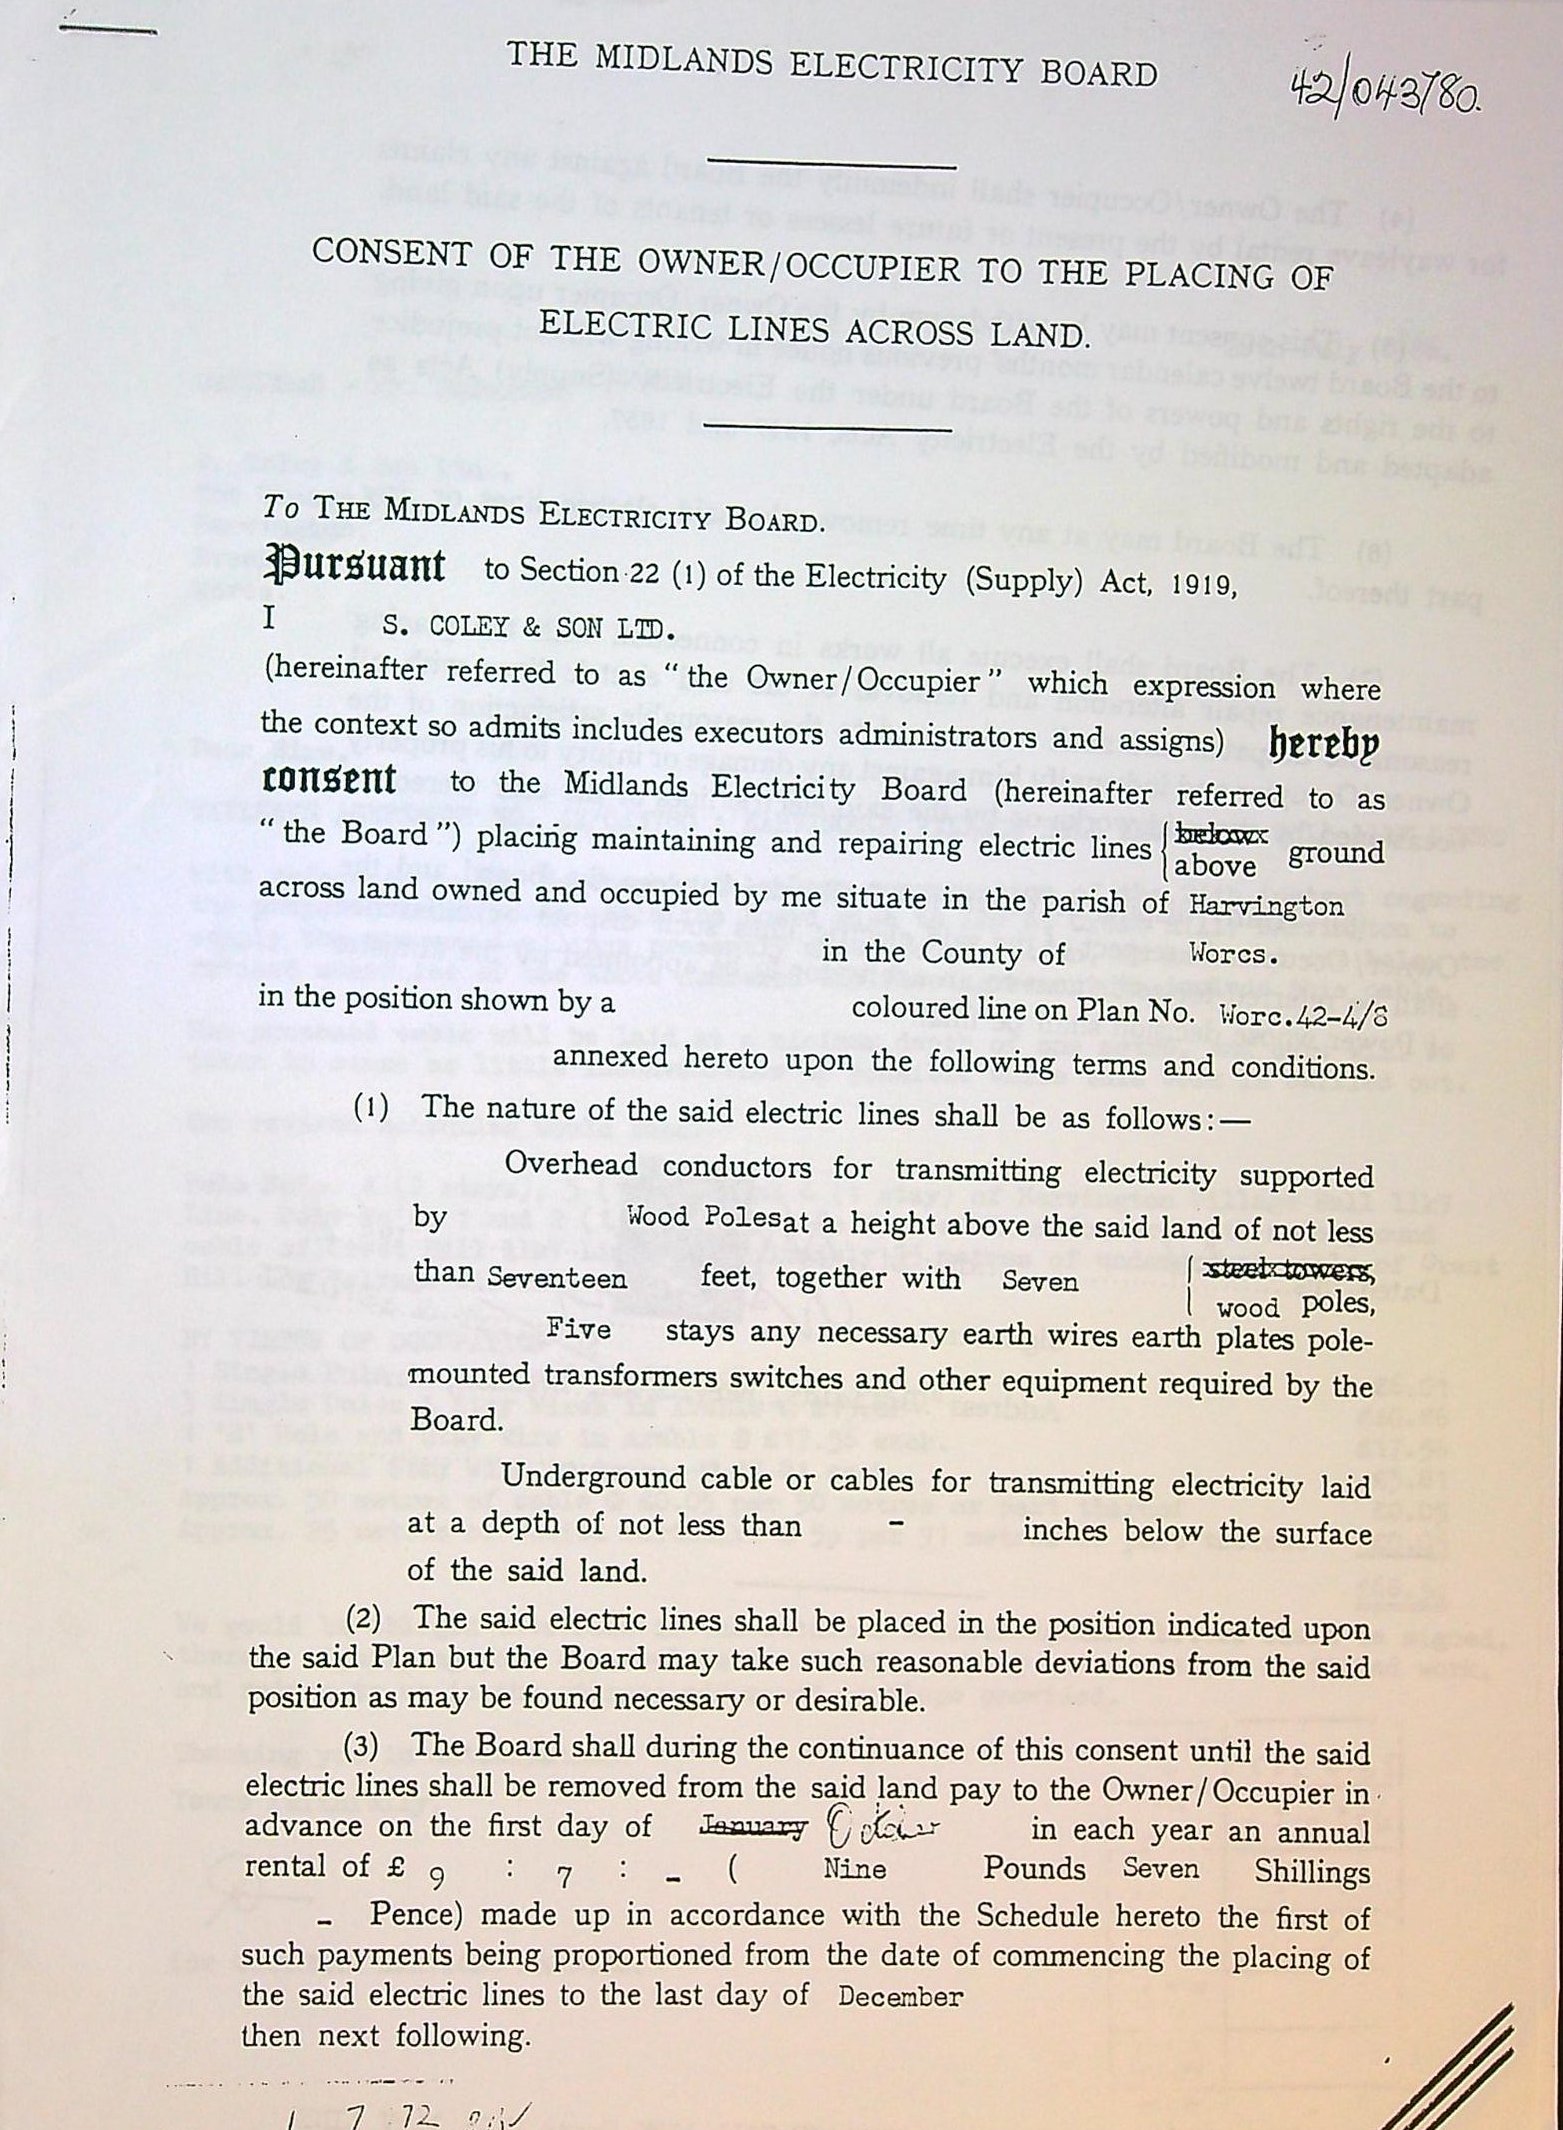 THE MIDLANDS ELECTRICITY BOARD
42/043/80.
CONSENT OF THE OWNER/OCCUPIER TO THE PLACING OF
ELECTRIC LINES ACROSS LAND.
To THE MIDLANDS ELECTRICITY BOARD.
Pursuant to Section 22 (1) of the Electricity (Supply) Act, 1919,
I S. COLEY & SON LTD.
(hereinafter referred to as "the Owner/Occupier" which expression where
the context so admits includes executors administrators and assigns) hereby
consent to the Midlands Electricity Board (hereinafter referred to as
"the Board") placing maintaining and repairing electric lines below
above ground
across land owned and occupied by me situate in the parish of Harvington
in the County of Worcs.
in the position shown by a coloured line on Plan No. Worc.42-4/8
annexed hereto upon the following terms and conditions.
(1) The nature of the said electric lines shall be as follows:—
Overhead conductors for transmitting electricity supported
by Wood Poles at a height above the said land of not less
than Seventeen feet, together with Seven steel towers,
wood poles,
Five stays any necessary earth wires earth plates pole-
mounted transformers switches and other equipment required by the
Board.
Underground cable or cables for transmitting electricity laid
at a depth of not less than - inches below the surface
of the said land.
(2) The said electric lines shall be placed in the position indicated upon
the said Plan but the Board may take such reasonable deviations from the said
position as may be found necessary or desirable.
(3) The Board shall during the continuance of this consent until the said
electric lines shall be removed from the said land pay to the Owner/Occupier in
advance on the first day of January October in each year an annual
rental of £ 9 : 7 : - ( Nine Pounds Seven Shillings
- Pence) made up in accordance with the Schedule hereto the first of
such payments being proportioned from the date of commencing the placing of
the said electric lines to the last day of December
then next following.
1 7 72